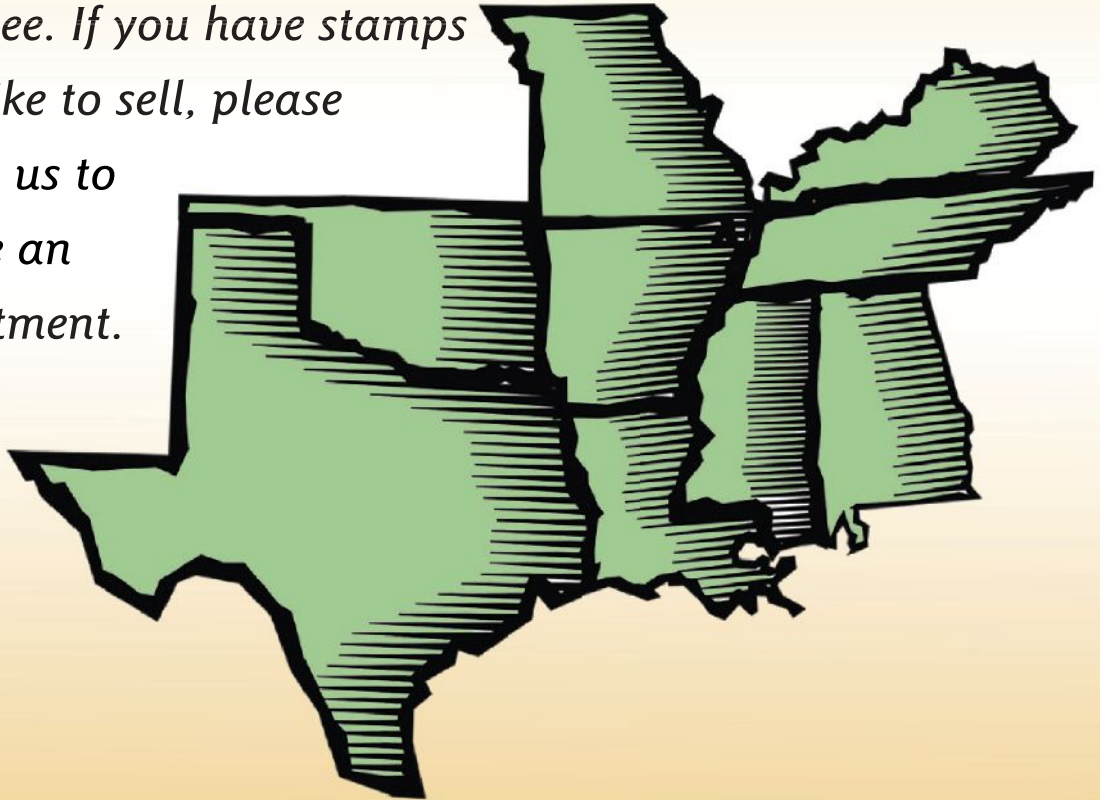 ee. If you have stamps
ke to sell, please
us to
an
tment.